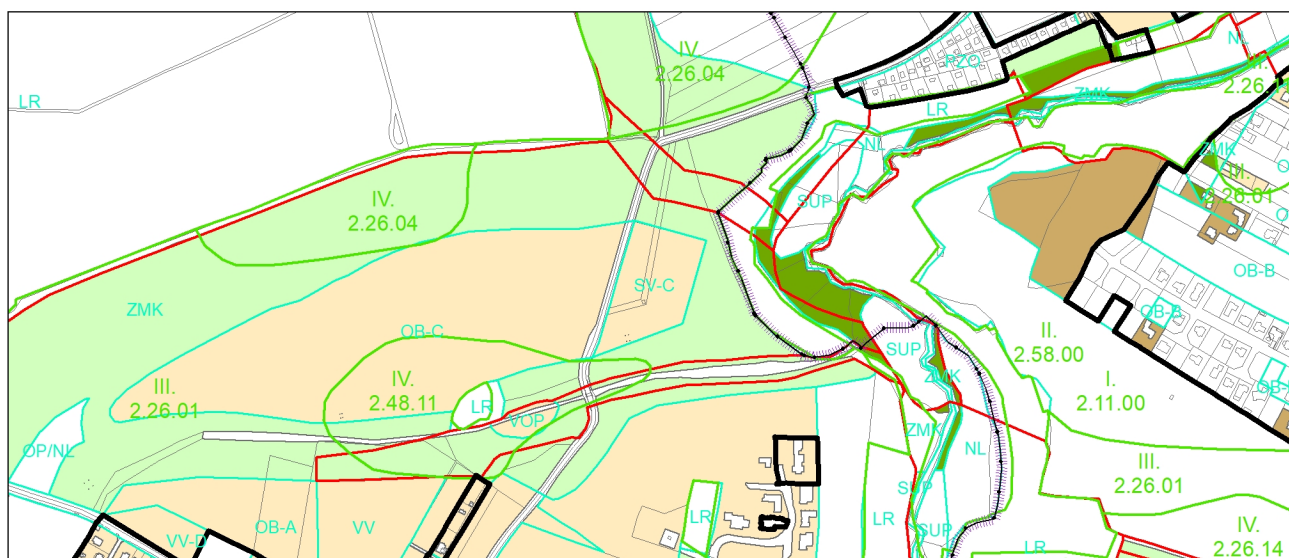 IV.
2.26.04
NL
LR
PZO
ZMK
LR
NL
ZMK
IV.
2.26.04
SUP
III.
2.26.01
OB-B
ZMK
SV-C
OB-B
OB-C
II.
2.58.00
SUP
III.
2.26.01
IV.
2.48.11
LR
VOP
ZMK
I.
2.11.00
ZMK
OP/NL
NL
III.
2.26.01
SUP
OB-A
VV
LR
LR
SUP
IV.
2.26.14
VV-D
LR